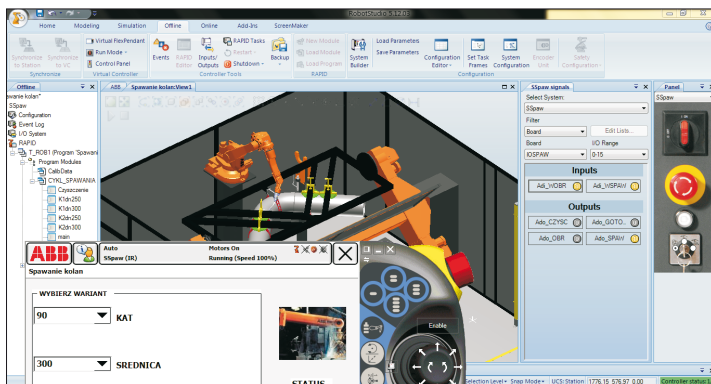 RobotStudio 5.12.0
Home Modeling Simulation Offline Online Add-Ins ScreenMaker
Synchronize to Station
Synchronize to VC
Synchronize
Virtual FlexPendant
Run Mode
Control Panel
Virtual Controller
Events
RAPID Editor
Inputs/ Outputs
RAPID Tasks
Restart
Shutdown
Backup
Controller Tools
New Module
Load Module
Load Program
RAPID
System Builder
Load Parameters
Save Parameters
Configuration Editor
Set Task Frames
System Configuration
Encoder Unit
Safety Configuration
Configuration
Offline
ABB Spawanie kolan:View1
SSpaw signals
Panel
awanie kolan*
SSpaw
Configuration
Event Log
I/O System
RAPID
T_ROB1 (Program 'Spawani
Program Modules
CalibData
CYKL_SPAWANIA
Czyszczenie
K1dn250
K1dn300
K2dn250
K2dn300
main
Select System:
SSpaw
Filter
Board
Edit Lists...
Board I/O Range
IOSPAW 0-15
Inputs
Adi_WOBR Adi_WSPAW
Outputs
Ado_CZYSC Ado_GOTO..
Ado_OBR Ado_SPAW
SSpaw
ABB
Auto
SSpaw (IR)
Motors On
Running (Speed 100%)
Spawanie kolan
WYBIERZ WARIANT
90 KAT
300 SREDNICA
STATUS
Enable
Selection Level Snap Mode UCS: Station 1776.15 576.97 0.00 Controller status: